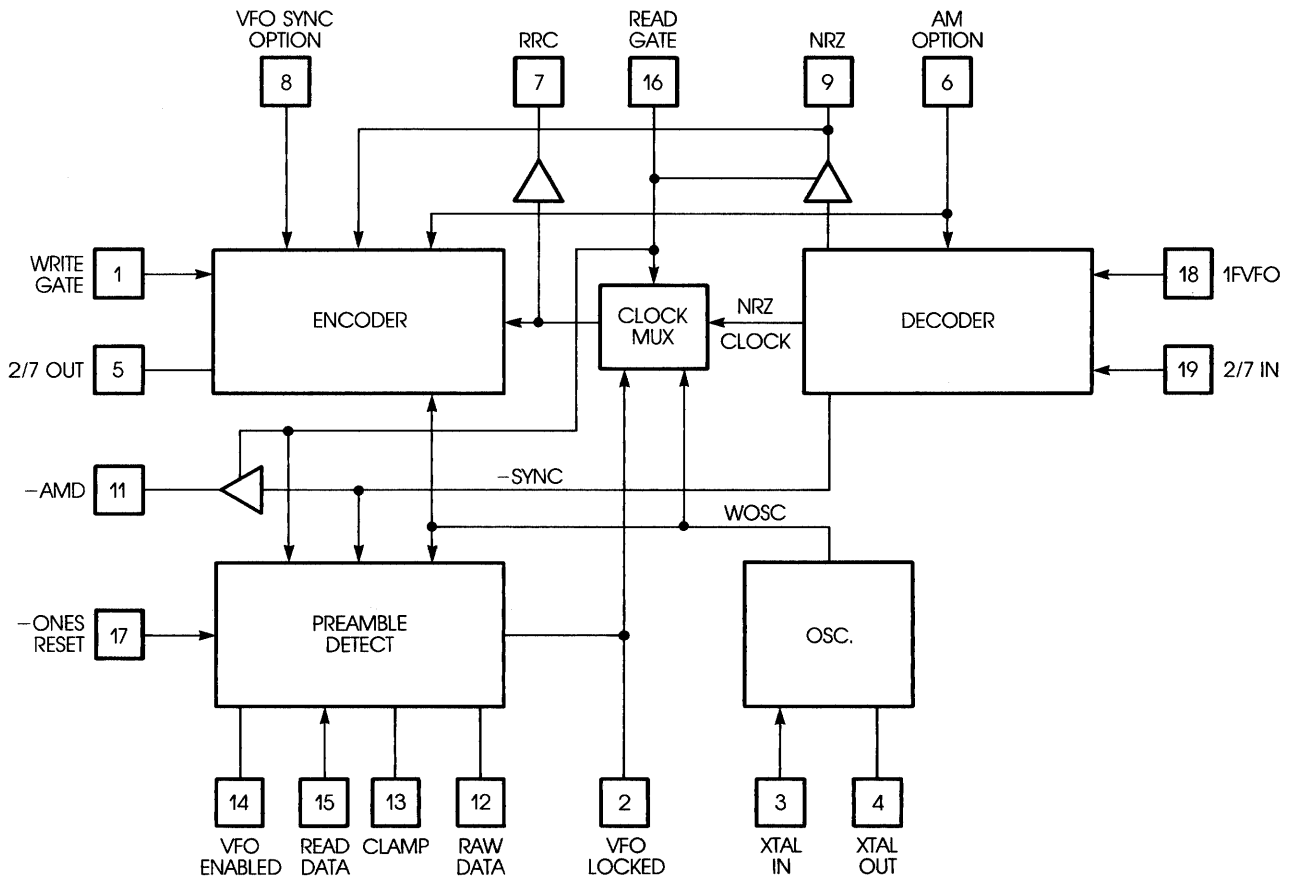 VFO SYNC
OPTION
8
RRC
7
READ
GATE
16
NRZ
9
AM
OPTION
6
WRITE
GATE
1
ENCODER
CLOCK
MUX
NRZ
CLOCK
DECODER
18
1FVFO
2/7 OUT
5
19
2/7 IN
−AMD
11
−SYNC
WOSC
−ONES
RESET
17
PREAMBLE
DETECT
OSC.
14
15
13
12
2
3
4
VFO
ENABLED
READ
DATA
CLAMP
RAW
DATA
VFO
LOCKED
XTAL
IN
XTAL
OUT